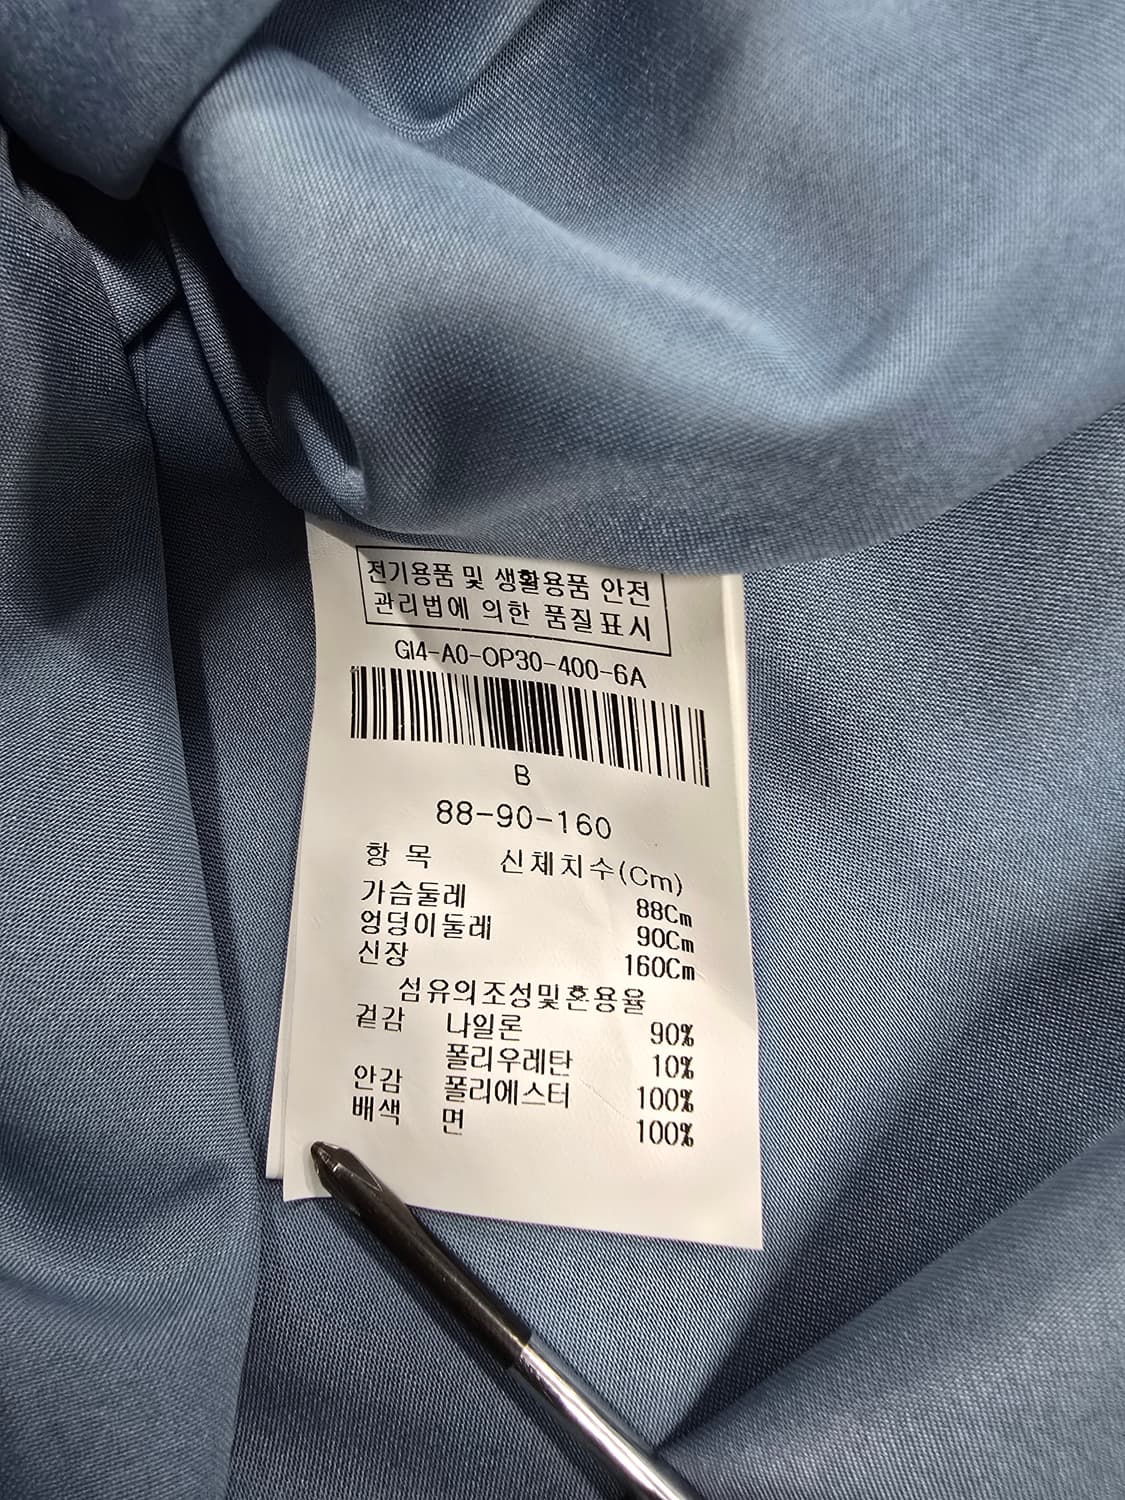 전기용품 및 생활용품 안전
관리법에 의한 품질표시
GI4-A0-OP30-400-6A
B
88-90-160
항 목 신체치수(Cm)
가슴둘레 88Cm
엉덩이둘레 90Cm
신장 160Cm
섬유의조성및혼용율
겉감 나일론 90%
폴리우레탄 10%
안감 폴리에스터 100%
배색 면 100%